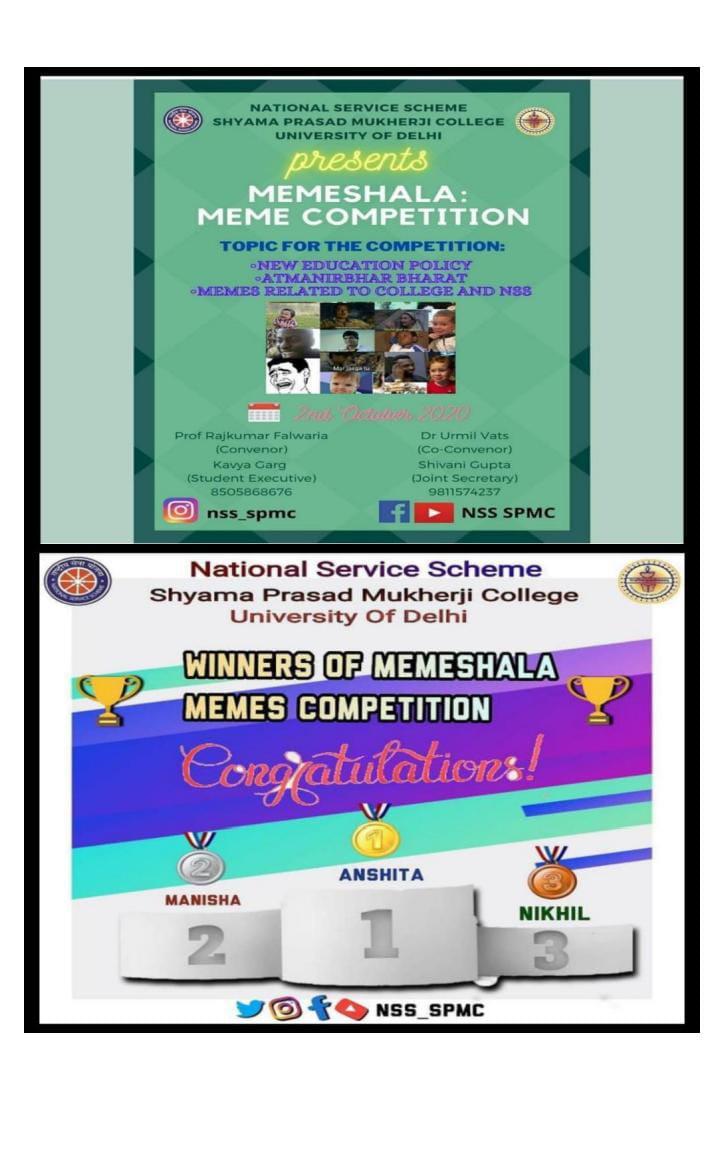 NATIONAL SERVICE SCHEME
SHYAMA PRASAD MUKHERJI COLLEGE
UNIVERSITY OF DELHI
presents
MEMESHALA:
MEME COMPETITION
TOPIC FOR THE COMPETITION:
◦NEW EDUCATION POLICY
◦ATMANIRBHAR BHARAT
◦MEMES RELATED TO COLLEGE AND NSS
Mar jaega tu
2nd October 2020
Prof Rajkumar Falwaria
(Convenor)
Kavya Garg
(Student Executive)
8505868676
Dr Urmil Vats
(Co-Convenor)
Shivani Gupta
(Joint Secretary)
9811574237
nss_spmc
NSS SPMC
National Service Scheme
Shyama Prasad Mukherji College
University Of Delhi
WINNERS OF MEMESHALA
MEMES COMPETITION
Congratulations!
1
ANSHITA
2
MANISHA
3
NIKHIL
2
1
3
NSS_SPMC